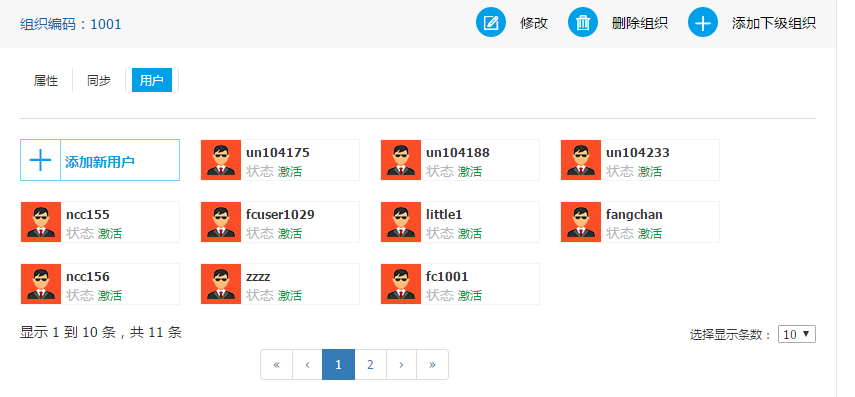 组织编码：1001 修改 删除组织 添加下级组织
属性 同步 用户
添加新用户
un104175
状态 激活
un104188
状态 激活
un104233
状态 激活
ncc155
状态 激活
fcuser1029
状态 激活
little1
状态 激活
fangchan
状态 激活
ncc156
状态 激活
zzzz
状态 激活
fc1001
状态 激活
显示 1 到 10 条，共 11 条
选择显示条数： 10
« ‹ 1 2 › »